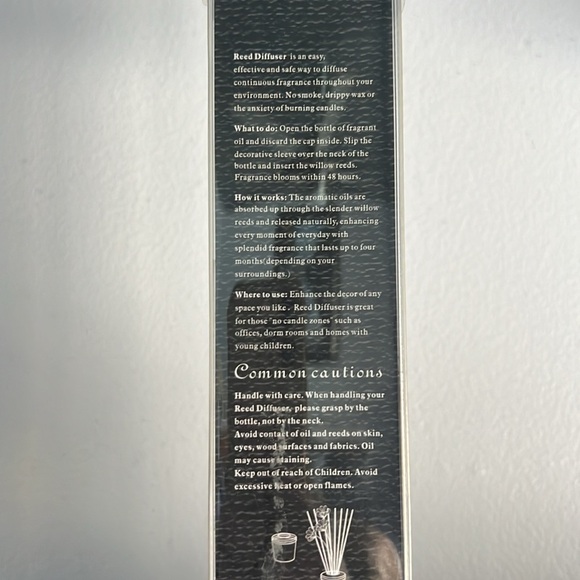 Reed Diffuser is an easy,
effective and safe way to diffuse
continuous fragrance throughout your
environment. No smoke, drippy wax or
the anxiety of burning candles.
What to do: Open the bottle of fragrant
oil and discard the cap inside. Slip the
decorative sleeve over the neck of the
bottle and insert the willow reeds.
Fragrance blooms within 48 hours.
How it works: The aromatic oils are
absorbed up through the slender willow
reeds and released naturally, enhancing
every moment of everyday with
splendid fragrance that lasts up to four
months(depending on your
surroundings.)
Where to use: Enhance the decor of any
space you like. Reed Diffuser is great
for those "no candle zones" such as
offices, dorm rooms and homes with
young children.
Common cautions
Handle with care. When handling your
Reed Diffuser, please grasp by the
bottle, not by the neck.
Avoid contact of oil and reeds on skin,
eyes, wood surfaces and fabrics. Oil
may cause staining.
Keep out of reach of Children. Avoid
excessive heat or open flames.